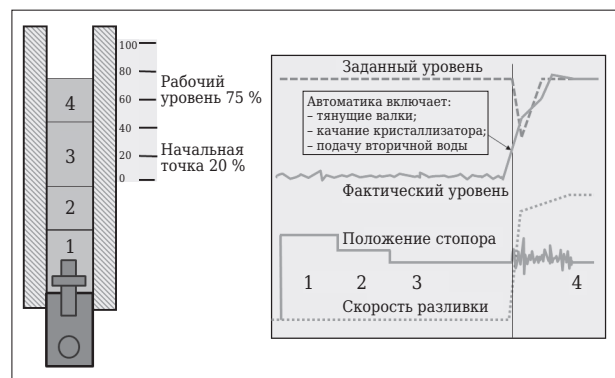 100
80
60
40
20
0
Рабочий
уровень 75 %
Начальная
точка 20 %
4
3
2
1
Заданный уровень
Автоматика включает:
– тянущие валки;
– качание кристаллизатора;
– подачу вторичной воды
Фактический уровень
Положение стопора
1 2 3 4
Скорость разливки